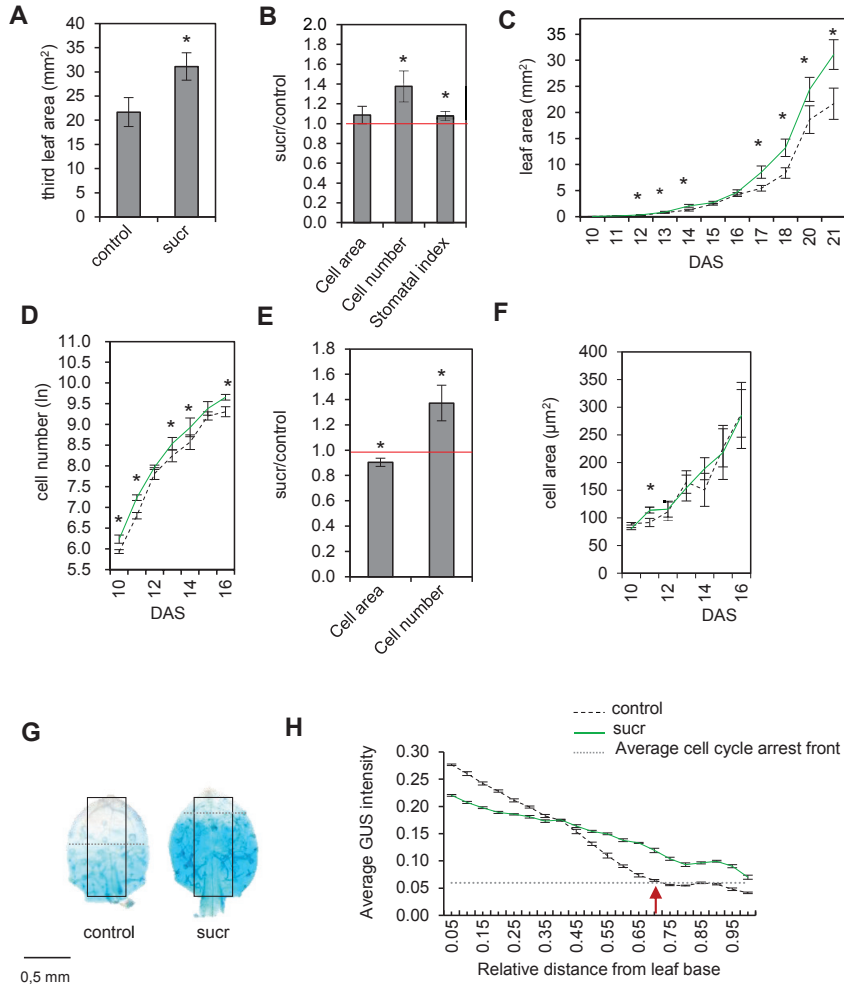 A
third leaf area (mm²)
40
35
30
25
20
15
10
5
0
*
control
sucr
B
sucr/control
2.0
1.8
1.6
1.4
1.2
1.0
0.8
0.6
0.4
0.2
0.0
*
*
Cell area
Cell number
Stomatal index
C
leaf area (mm²)
35
30
25
20
15
10
5
0
* * * * * * *
10 11 12 13 14 15 16 17 18 20 21
DAS
D
cell number (ln)
10.0
9.5
9.0
8.5
8.0
7.5
7.0
6.5
6.0
5.5
* * * * *
10 12 14 16
DAS
E
sucr/control
1.8
1.6
1.4
1.2
1.0
0.8
0.6
0.4
0.2
0.0
*
*
Cell area
Cell number
F
cell area (µm²)
400
350
300
250
200
150
100
50
0
*
10 12 14 16
DAS
G
control
sucr
0,5 mm
H
control
sucr
Average cell cycle arrest front
Average GUS intensity
0.30
0.25
0.20
0.15
0.10
0.05
0.00
0.05 0.15 0.25 0.35 0.45 0.55 0.65 0.75 0.85 0.95
Relative distance from leaf base